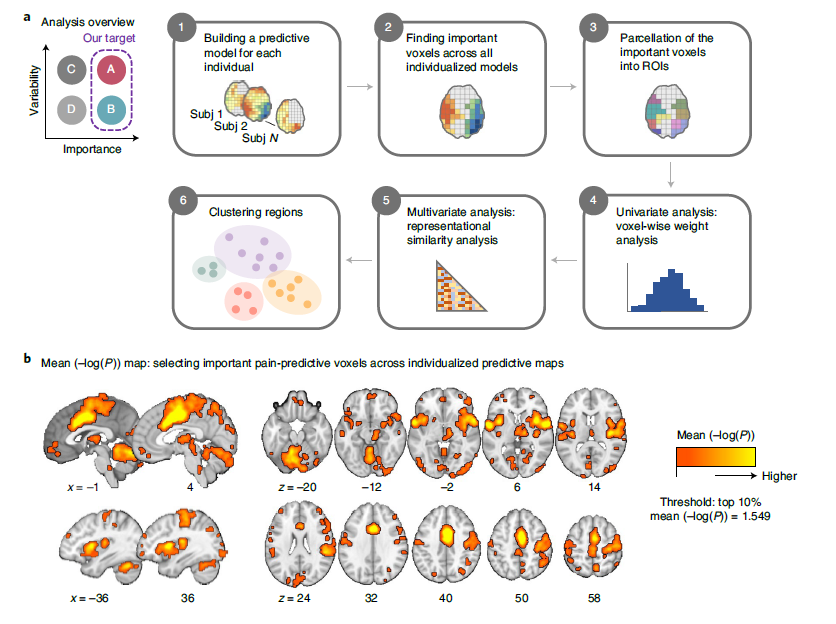 a
Analysis overview
Our target
C
A
D
B
Variability
Importance
1
Building a predictive
model for each
individual
Subj 1
Subj 2
Subj N
2
Finding important
voxels across all
individualized models
3
Parcellation of the
important voxels
into ROIs
6
Clustering regions
5
Multivariate analysis:
representational
similarity analysis
4
Univariate analysis:
voxel-wise weight
analysis
b
Mean (–log(P)) map: selecting important pain-predictive voxels across individualized predictive maps
x = –1
4
z = –20
–12
–2
6
14
Mean (–log(P))
Higher
Threshold: top 10%
mean (–log(P)) = 1.549
x = –36
36
z = 24
32
40
50
58